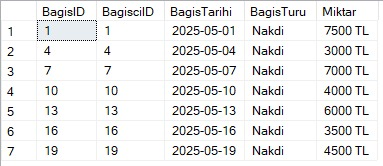 BagisID BagisciID BagisTarihi BagisTuru Miktar
1 1 1 2025-05-01 Nakdi 7500 TL
2 4 4 2025-05-04 Nakdi 3000 TL
3 7 7 2025-05-07 Nakdi 7000 TL
4 10 10 2025-05-10 Nakdi 4000 TL
5 13 13 2025-05-13 Nakdi 6000 TL
6 16 16 2025-05-16 Nakdi 3500 TL
7 19 19 2025-05-19 Nakdi 4500 TL